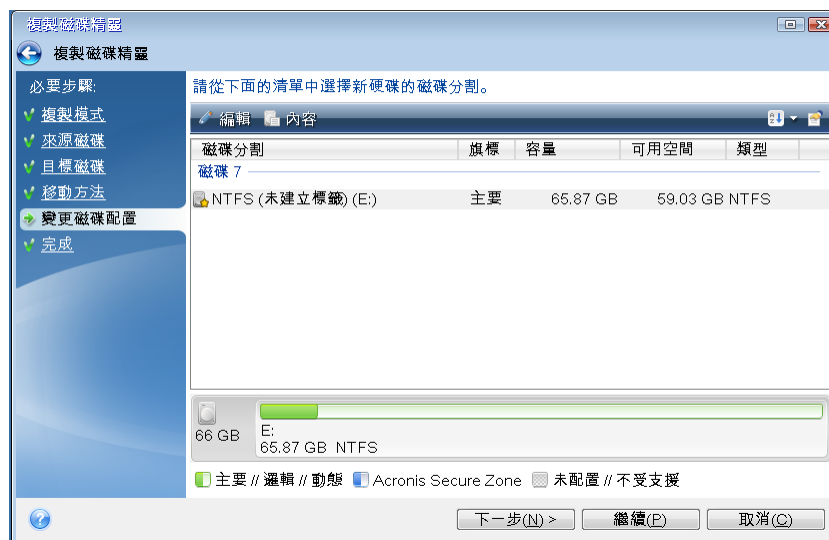 複製磁碟精靈
複製磁碟精靈
必要步驟:
複製模式
來源磁碟
目標磁碟
移動方法
變更磁碟配置
完成
請從下面的清單中選擇新硬碟的磁碟分割。
編輯 內容
磁碟分割 旗標 容量 可用空間 類型
磁碟 7
NTFS (未建立標籤) (E:) 主要 65.87 GB 59.03 GB NTFS
66 GB
E:
65.87 GB NTFS
主要 // 邏輯 // 動態 Acronis Secure Zone 未配置 // 不受支援
下一步(N) > 繼續(P) 取消(C)